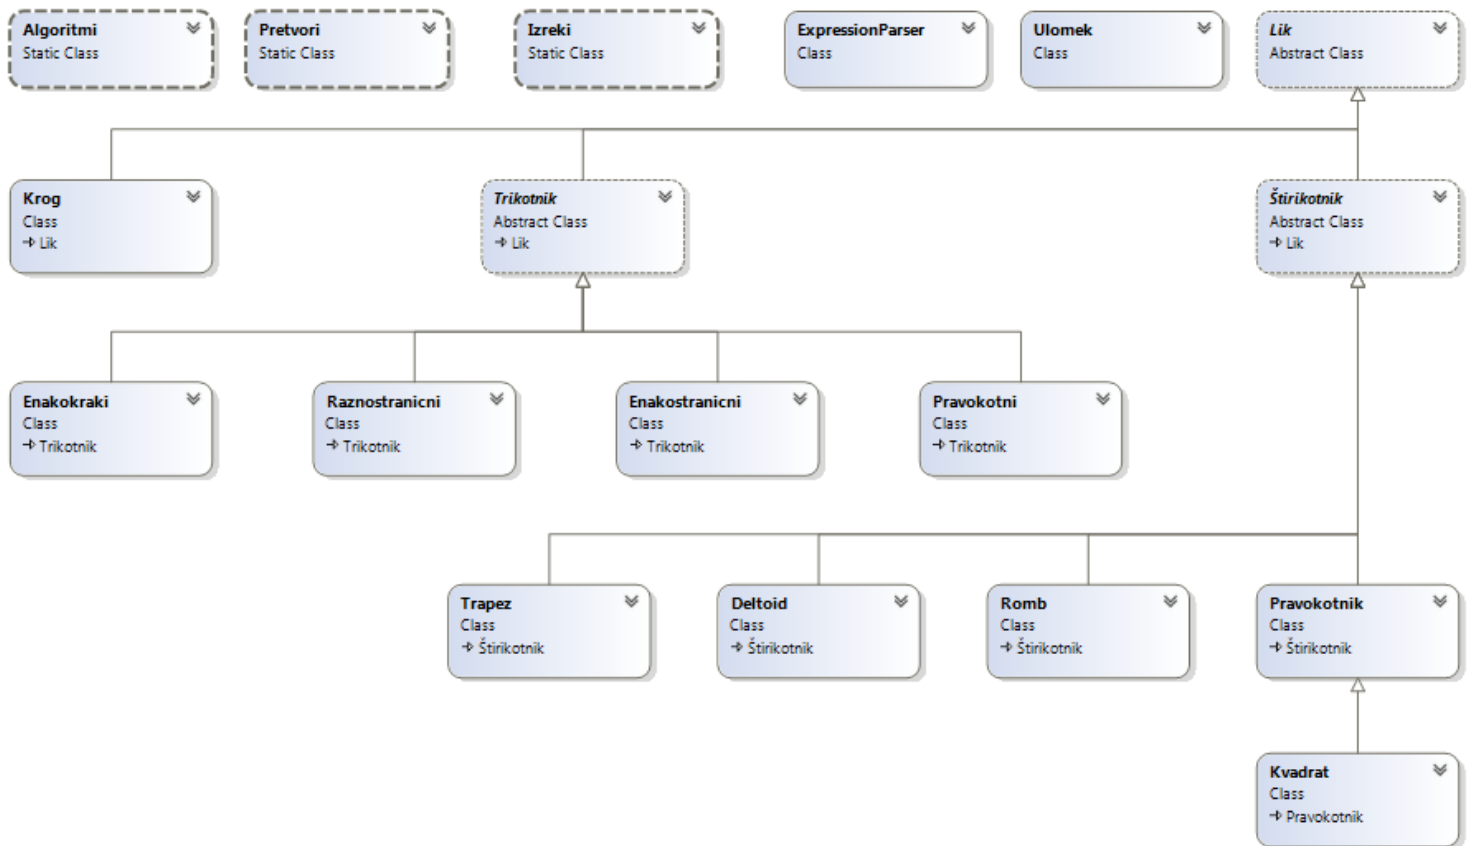 Algoritmi
Static Class
Pretvori
Static Class
Izreki
Static Class
ExpressionParser
Class
Ulomek
Class
Lik
Abstract Class
Krog
Class
Lik
Trikotnik
Abstract Class
Lik
Štirikotnik
Abstract Class
Lik
Enakokraki
Class
Trikotnik
Raznostranicni
Class
Trikotnik
Enakostranicni
Class
Trikotnik
Pravokotni
Class
Trikotnik
Trapez
Class
Štirikotnik
Deltoid
Class
Štirikotnik
Romb
Class
Štirikotnik
Pravokotnik
Class
Štirikotnik
Kvadrat
Class
Pravokotnik